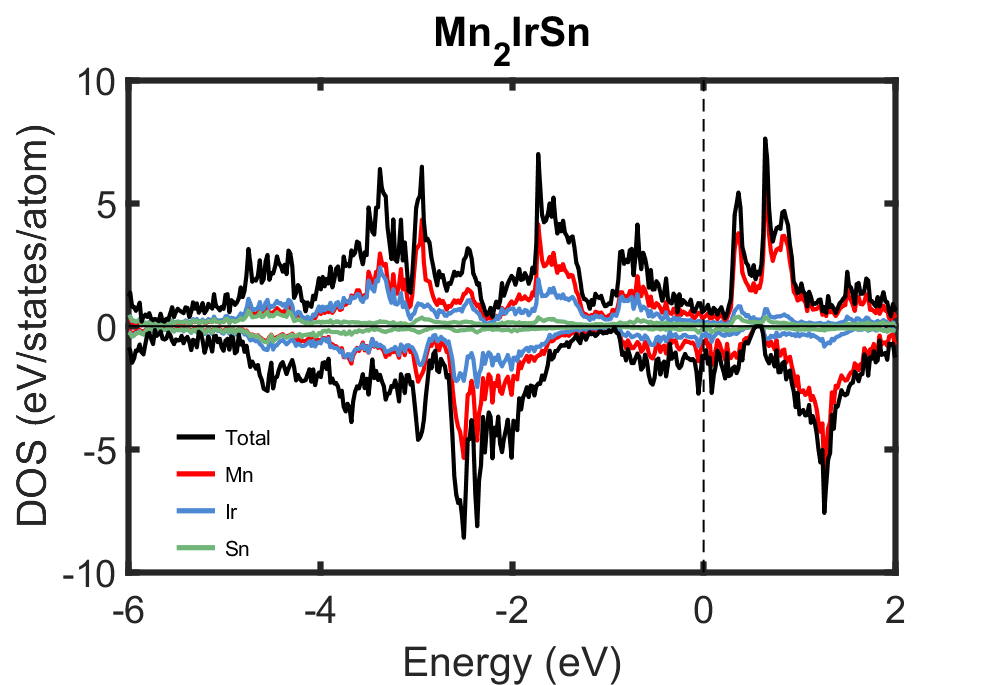 Mn₂IrSn
10
5
0
-5
-10
DOS (eV/states/atom)
Total
Mn
Ir
Sn
-6
-4
-2
0
2
Energy (eV)